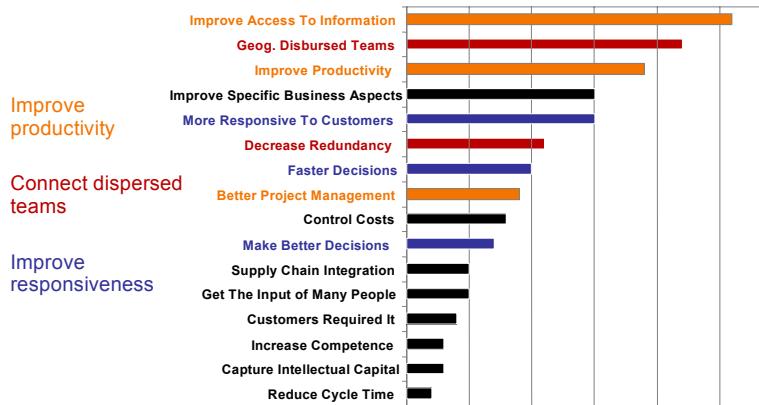 Improve
productivity
Connect dispersed
teams
Improve
responsiveness
Improve Access To Information
Geog. Disbursed Teams
Improve Productivity
Improve Specific Business Aspects
More Responsive To Customers
Decrease Redundancy
Faster Decisions
Better Project Management
Control Costs
Make Better Decisions
Supply Chain Integration
Get The Input of Many People
Customers Required It
Increase Competence
Capture Intellectual Capital
Reduce Cycle Time